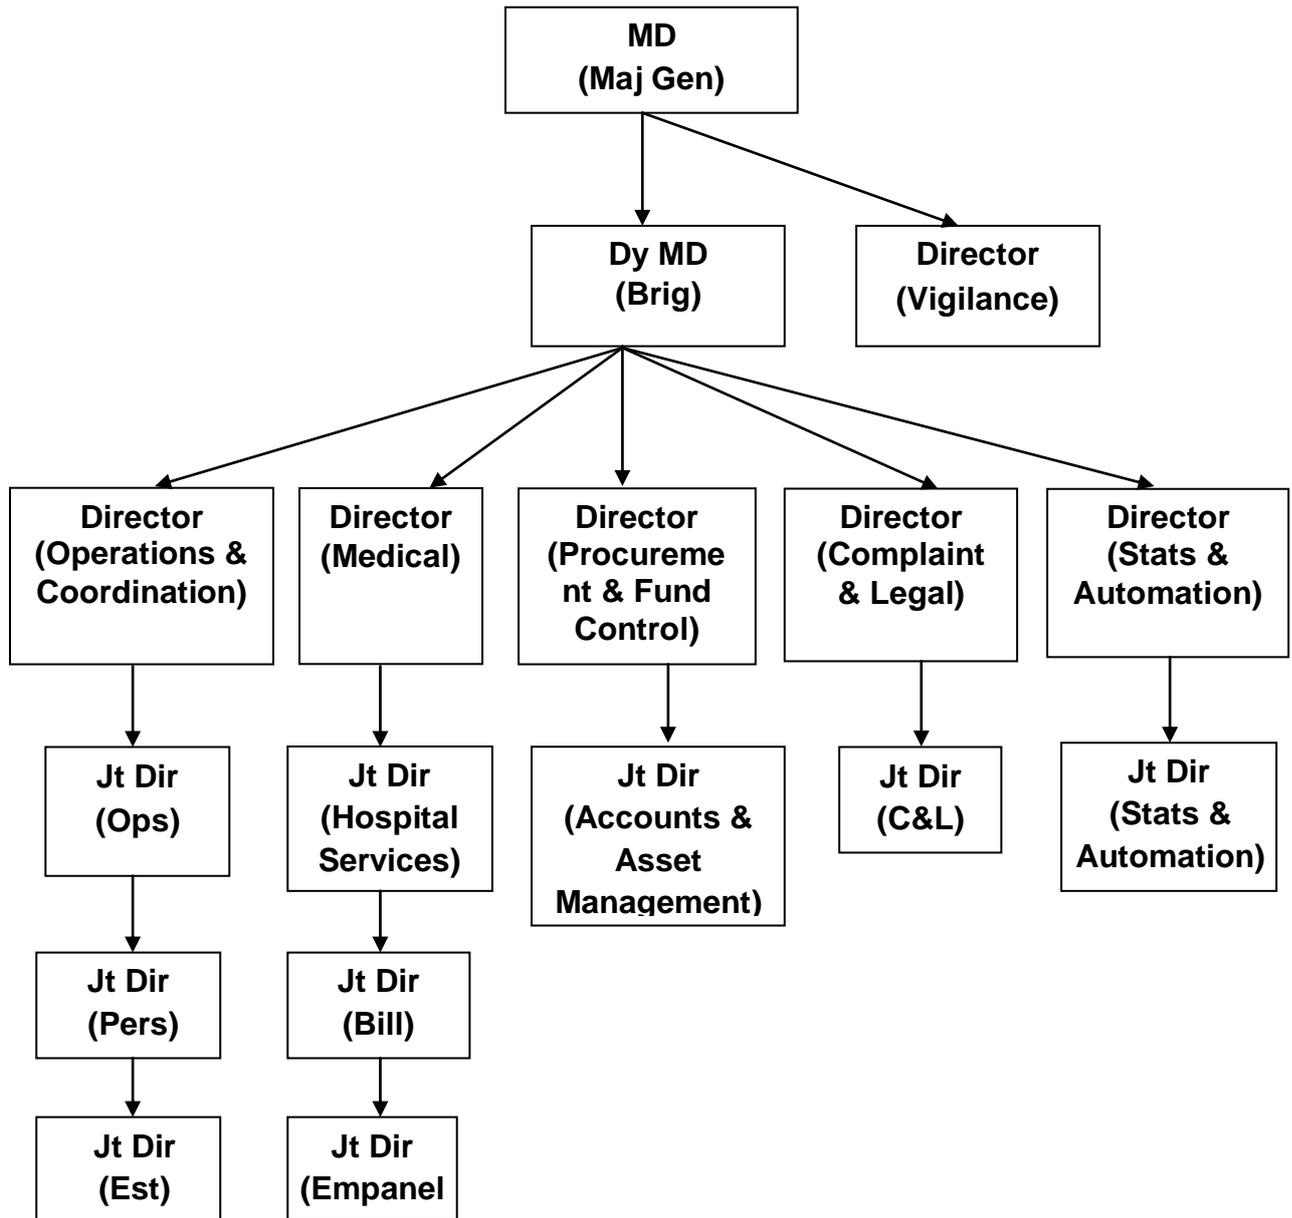 MD
(Maj Gen)
Dy MD
(Brig)
Director
(Vigilance)
Director
(Operations &
Coordination)
Director
(Medical)
Director
(Procureme
nt & Fund
Control)
Director
(Complaint
& Legal)
Director
(Stats &
Automation)
Jt Dir
(Ops)
Jt Dir
(Hospital
Services)
Jt Dir
(Accounts &
Asset
Management)
Jt Dir
(C&L)
Jt Dir
(Stats &
Automation)
Jt Dir
(Pers)
Jt Dir
(Bill)
Jt Dir
(Est)
Jt Dir
(Empanel